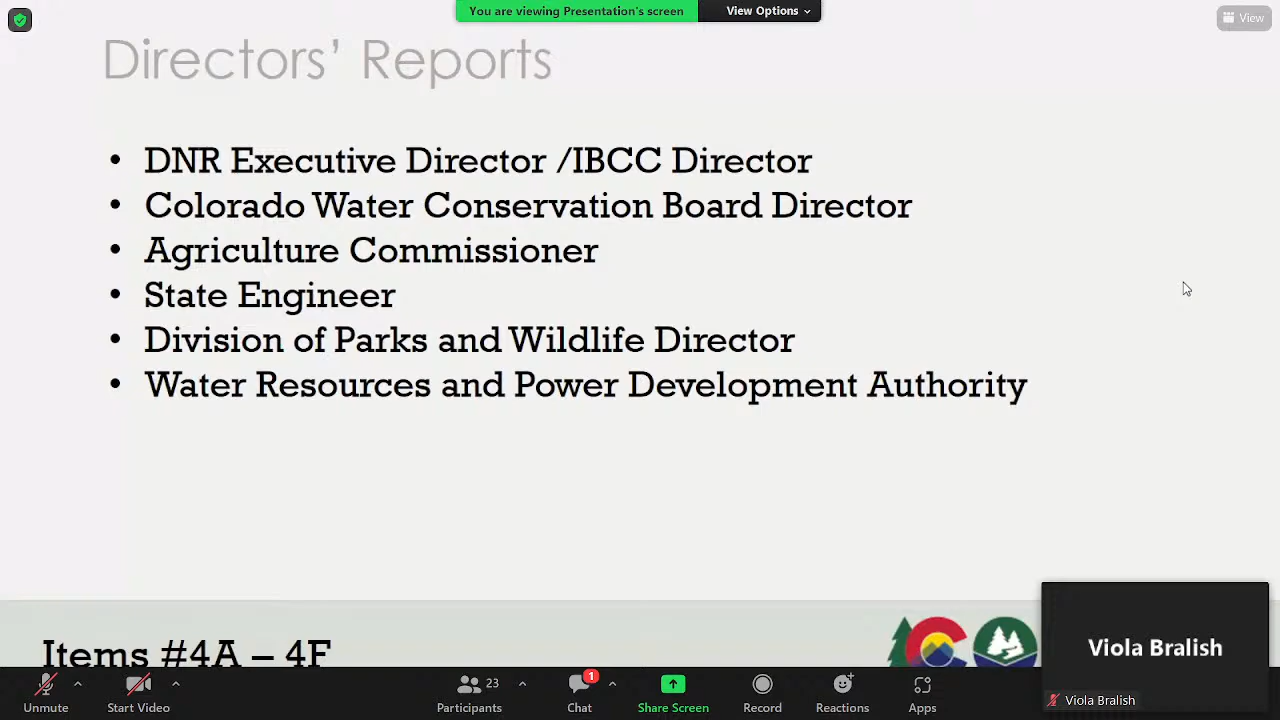 You are viewing Presentation's screen
View Options
View
Directors' Reports
• DNR Executive Director /IBCC Director
• Colorado Water Conservation Board Director
• Agriculture Commissioner
• State Engineer
• Division of Parks and Wildlife Director
• Water Resources and Power Development Authority
Items #4A – 4F
Viola Bralish
Viola Bralish
Unmute
Start Video
23
Participants
1
Chat
Share Screen
Record
Reactions
Apps